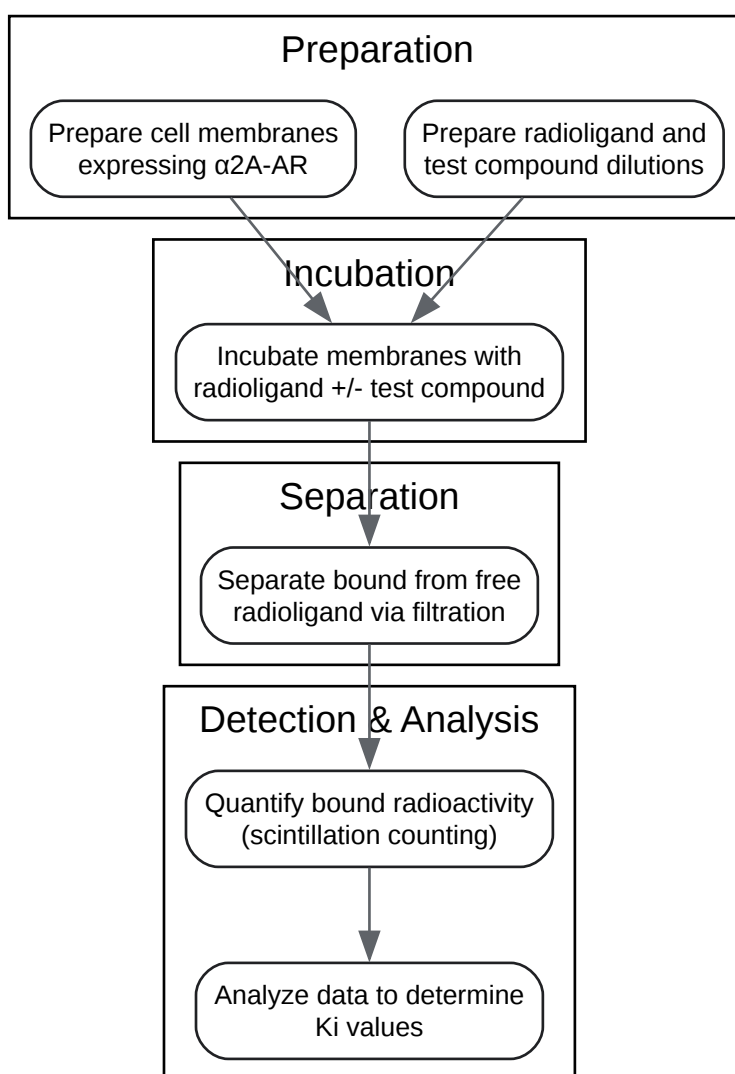 Preparation
Prepare cell membranes
expressing α2A-AR
Prepare radioligand and
test compound dilutions
Incubation
Incubate membranes with
radioligand +/- test compound
Separation
Separate bound from free
radioligand via filtration
Detection & Analysis
Quantify bound radioactivity
(scintillation counting)
Analyze data to determine
Ki values